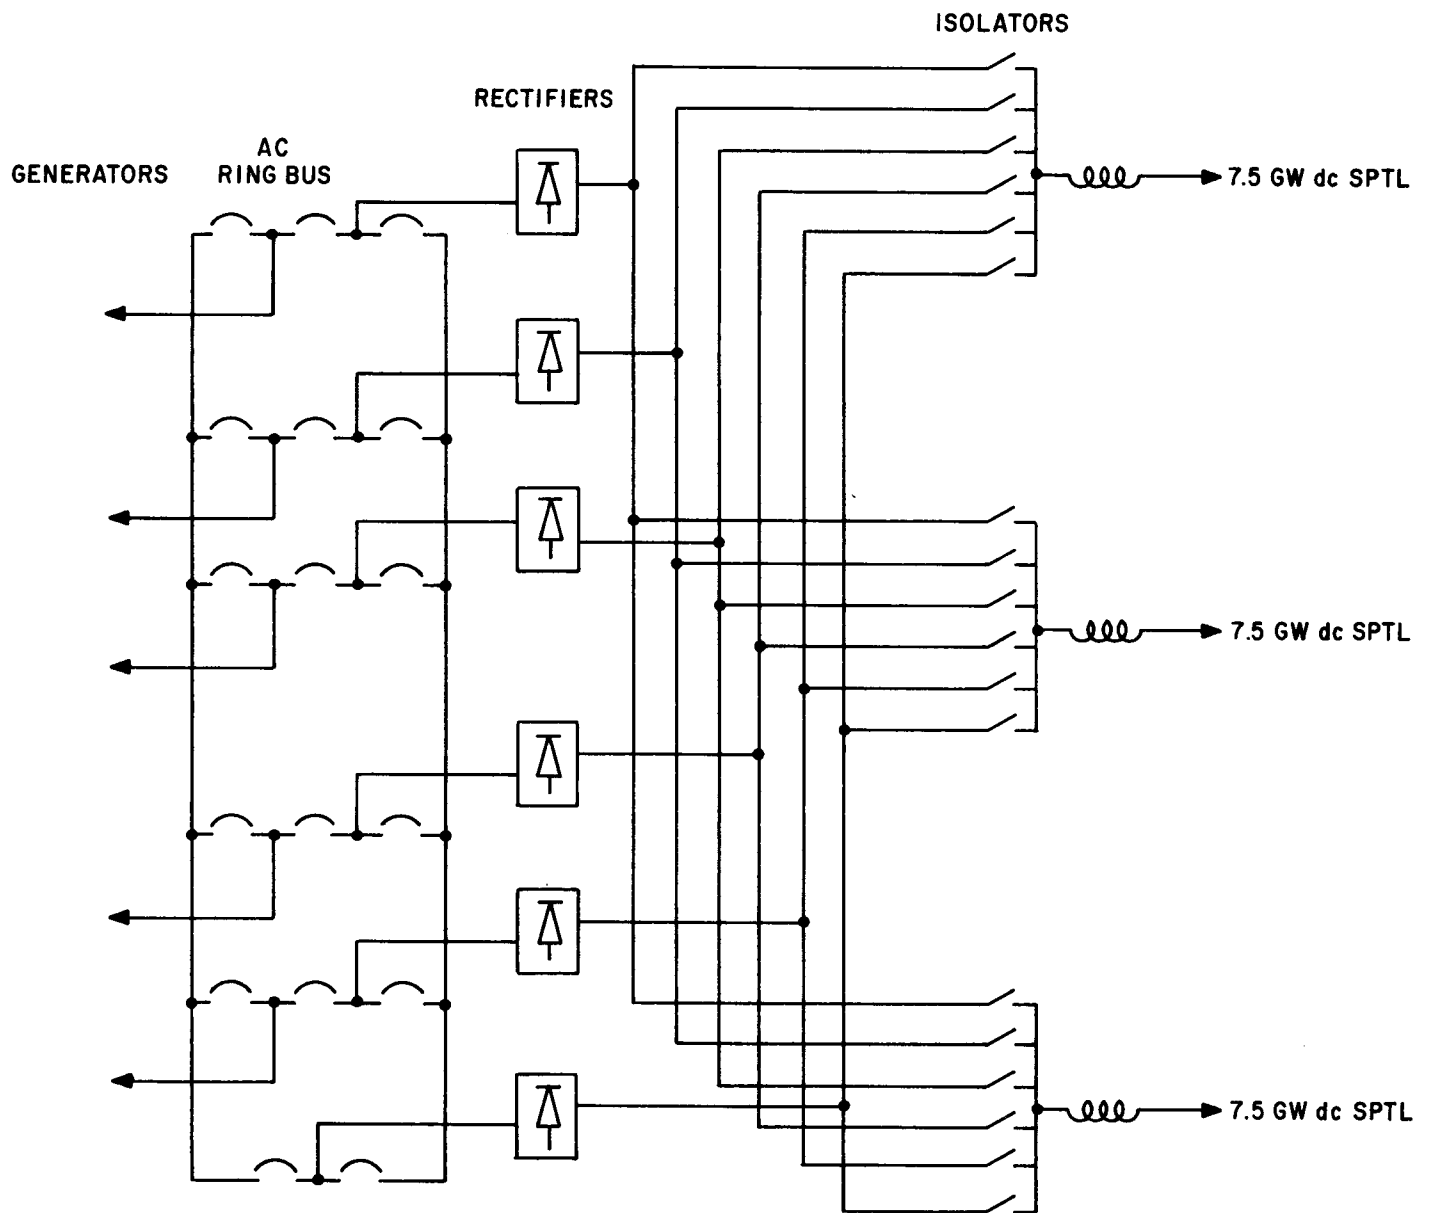 ISOLATORS
RECTIFIERS
AC
RING BUS
GENERATORS
7.5 GW dc SPTL
7.5 GW dc SPTL
7.5 GW dc SPTL